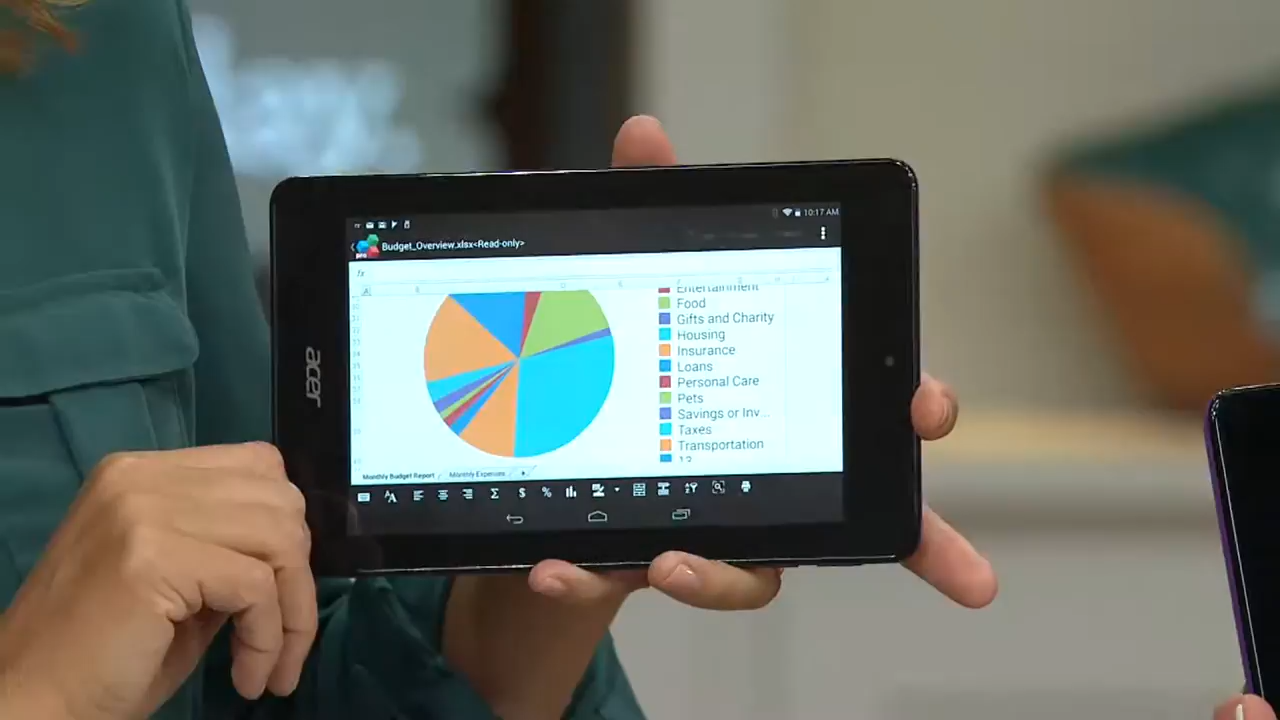 acer
10:17 AM
Budget_Overview.xlsx<Read-only>
fx
Entertainment
Food
Gifts and Charity
Housing
Insurance
Loans
Personal Care
Pets
Savings or Inv...
Taxes
Transportation
12
Monthly Budget Report
Monthly Expenses
Σ $ %